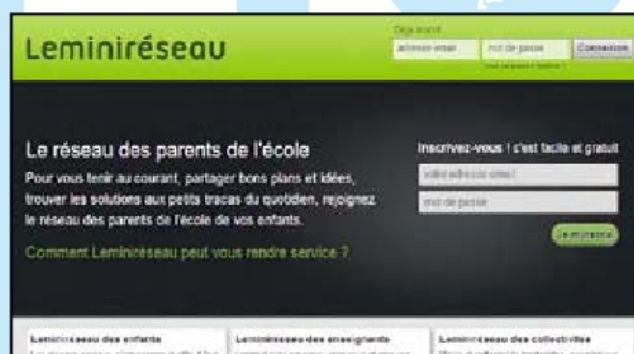 Leminiréseau
Déjà inscrit
adresse email
mot de passe
Connexion
Le réseau des parents de l'école
Pour vous tenir au courant, partager bons plans et idées,
trouver les solutions aux petits tracas du quotidien, rejoignez
le réseau des parents de l'école de vos enfants.
Comment Leminiréseau peut vous rendre service ?
Inscrivez-vous ! c'est facile et gratuit
votre adresse email
mot de passe
Je m'inscris
Leminiréseau des enfants
Leminiréseau des enseignants
Leminiréseau des collectivités